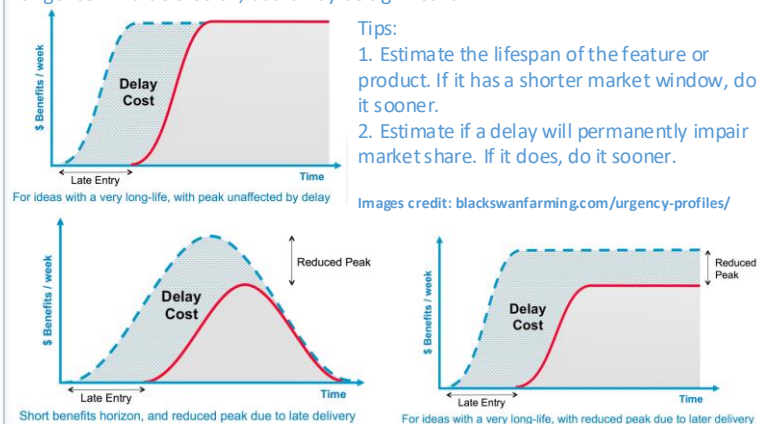 Tips:
1. Estimate the lifespan of the feature or
product. If it has a shorter market window, do
it sooner.
2. Estimate if a delay will permanently impair
market share. If it does, do it sooner.
Images credit: blackswanfarming.com/urgency-profiles/
$ Benefits / week
Delay
Cost
Late Entry
Time
For ideas with a very long-life, with peak unaffected by delay
$ Benefits / week
Delay
Cost
Reduced Peak
Late Entry
Time
Short benefits horizon, and reduced peak due to late delivery
$ Benefits / week
Delay
Cost
Reduced
Peak
Late Entry
Time
For ideas with a very long-life, with reduced peak due to later delivery